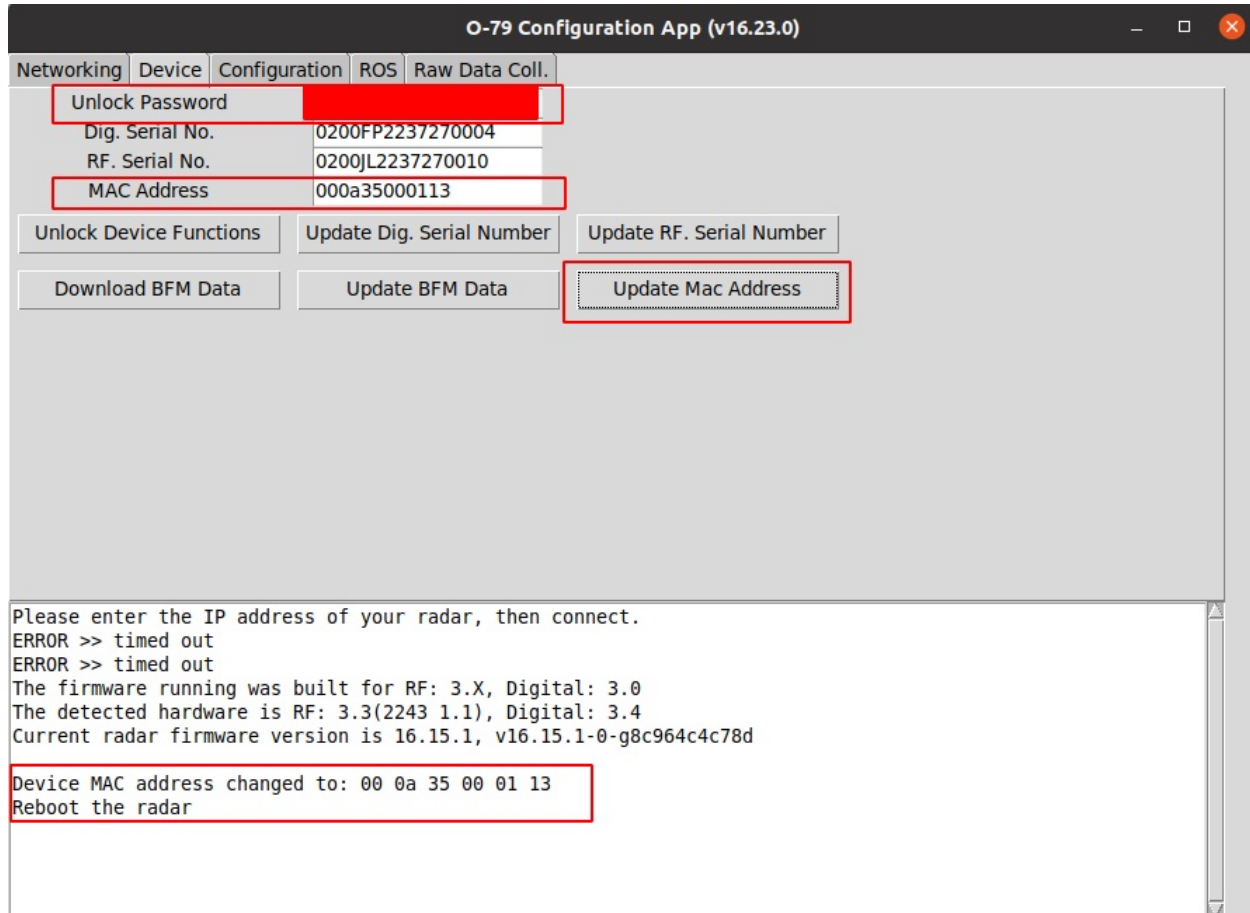 O-79 Configuration App (v16.23.0)
Networking Device Configuration ROS Raw Data Coll.
Unlock Password
Dig. Serial No. 0200FP2237270004
RF. Serial No. 0200JL2237270010
MAC Address 000a35000113
Unlock Device Functions Update Dig. Serial Number Update RF. Serial Number
Download BFM Data Update BFM Data Update Mac Address
Please enter the IP address of your radar, then connect.
ERROR >> timed out
ERROR >> timed out
The firmware running was built for RF: 3.X, Digital: 3.0
The detected hardware is RF: 3.3(2243 1.1), Digital: 3.4
Current radar firmware version is 16.15.1, v16.15.1-0-g8c964c4c78d
Device MAC address changed to: 00 0a 35 00 01 13
Reboot the radar